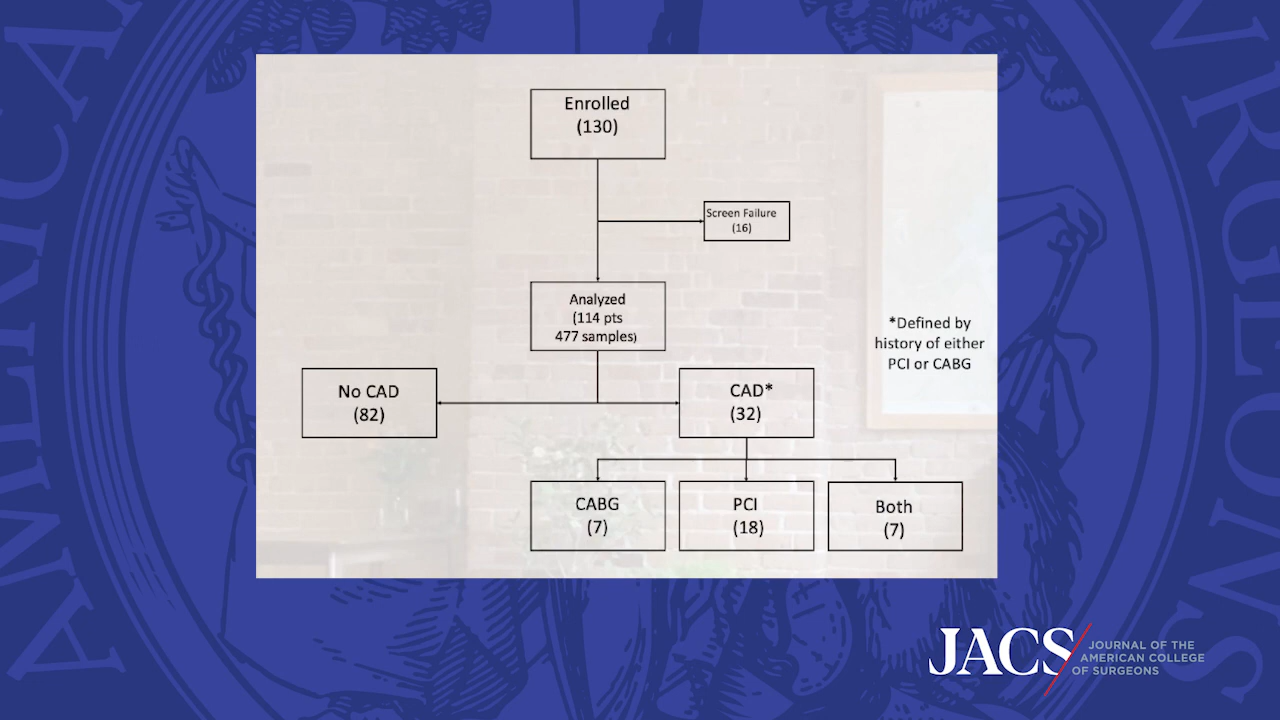 Enrolled
(130)
Screen Failure
(16)
Analyzed
(114 pts
477 samples)
*Defined by
history of either
PCI or CABG
No CAD
(82)
CAD*
(32)
CABG
(7)
PCI
(18)
Both
(7)
JACS
JOURNAL OF THE
AMERICAN COLLEGE
OF SURGEONS